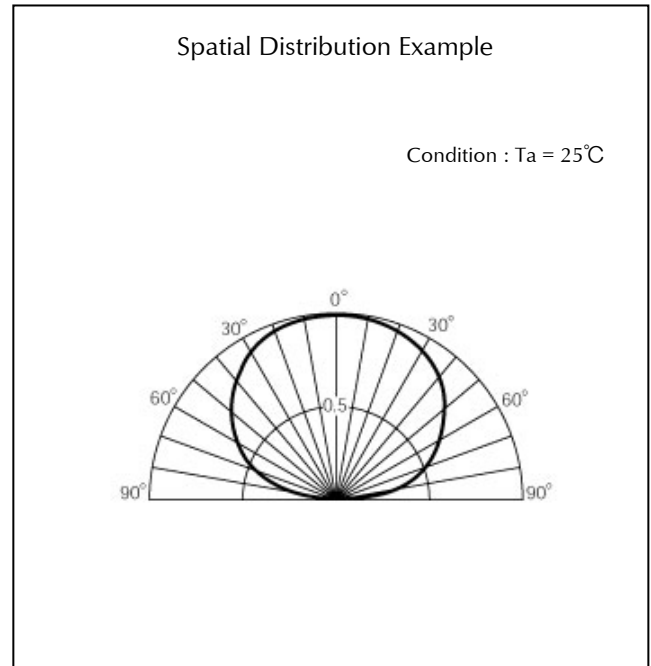 Spatial Distribution Example
Condition : Ta = 25℃
0°
30° 30°
60° 60°
0.5
90° 90°